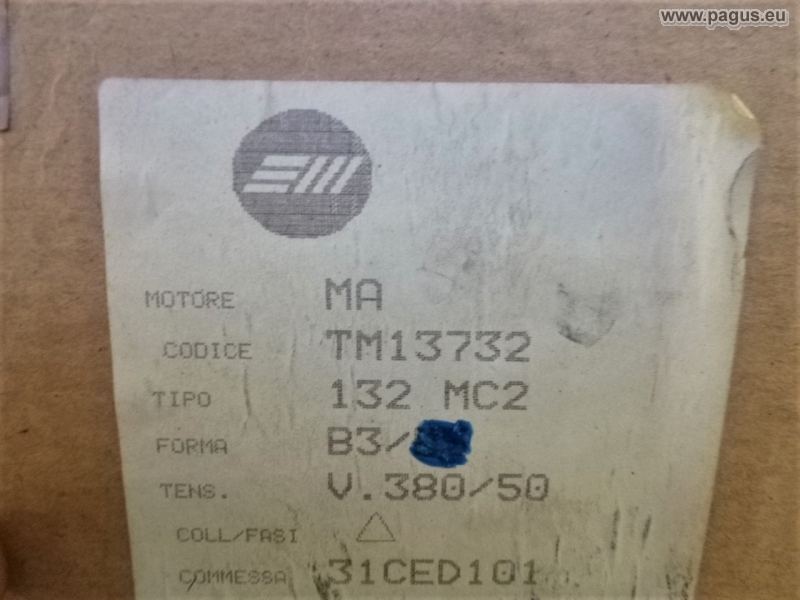 www.pagus.eu
MOTORE MA
CODICE TM13732
TIPO 132 MC2
FORMA B3/
TENS. V.380/50
COLL/FASI △
COMMESSA 31CED101